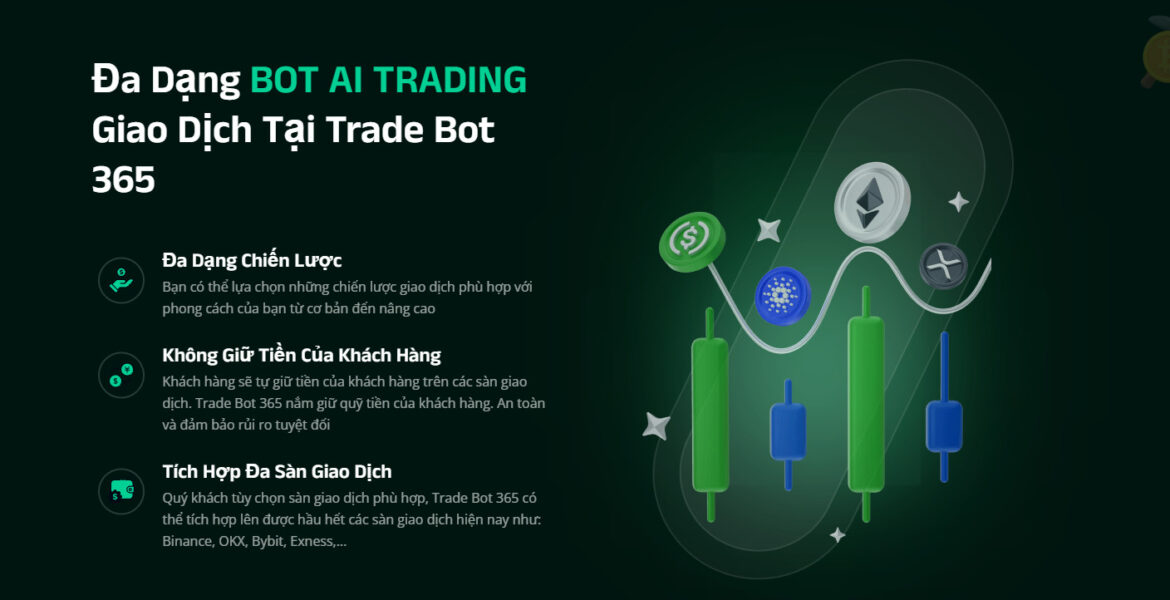 Đa Dạng BOT AI TRADING
Giao Dịch Tại Trade Bot
365
Đa Dạng Chiến Lược
Bạn có thể lựa chọn những chiến lược giao dịch phù hợp với
phong cách của bạn từ cơ bản đến nâng cao
Không Giữ Tiền Của Khách Hàng
Khách hàng sẽ tự giữ tiền của khách hàng trên các sàn giao
dịch. Trade Bot 365 nắm giữ quỹ tiền của khách hàng. An toàn
và đảm bảo rủi ro tuyệt đối
Tích Hợp Đa Sàn Giao Dịch
Quý khách tùy chọn sàn giao dịch phù hợp, Trade Bot 365 có
thể tích hợp lên được hầu hết các sàn giao dịch hiện nay như:
Binance, OKX, Bybit, Exness,...